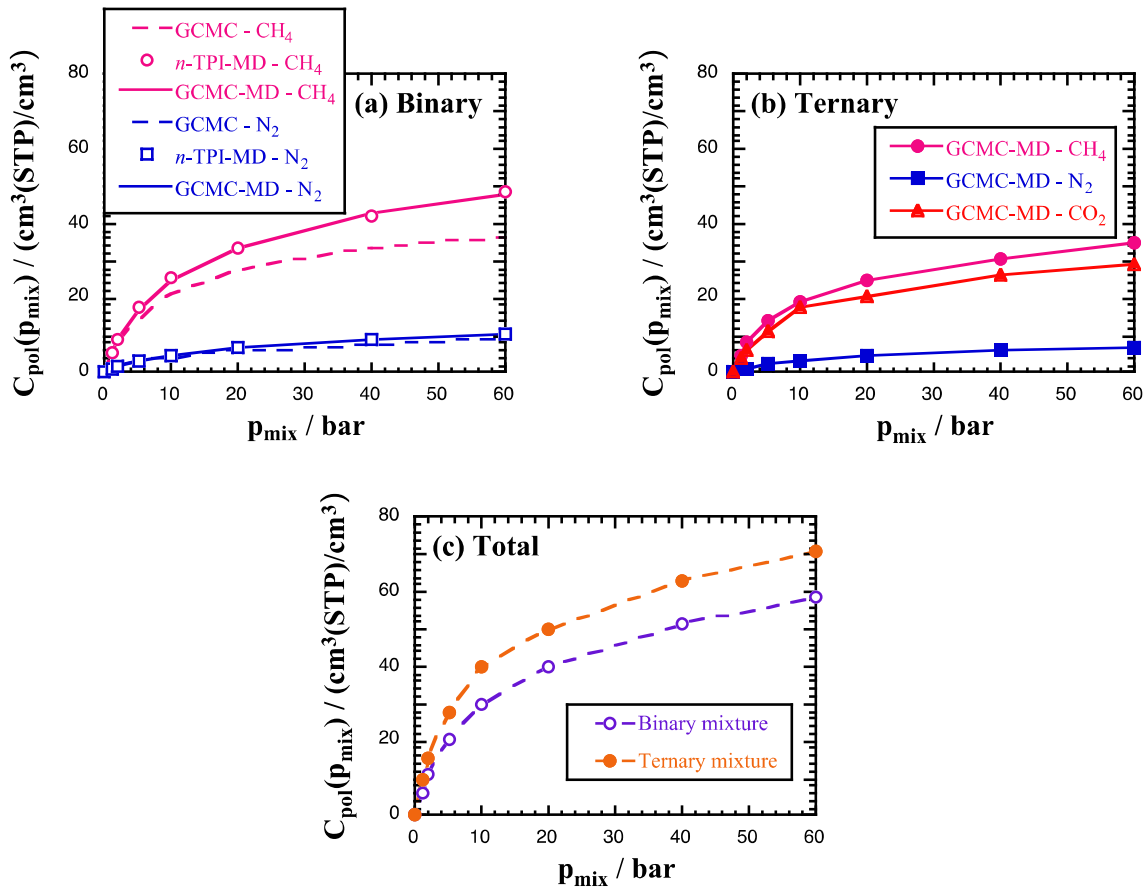 GCMC - CH4
n-TPI-MD - CH4
GCMC-MD - CH4
GCMC - N2
n-TPI-MD - N2
GCMC-MD - N2
(a) Binary
Cpol(pmix) / (cm3(STP)/cm3)
80
60
40
20
0
0 10 20 30 40 50 60
pmix / bar
(b) Ternary
GCMC-MD - CH4
GCMC-MD - N2
GCMC-MD - CO2
Cpol(pmix) / (cm3(STP)/cm3)
80
60
40
20
0
0 10 20 30 40 50 60
pmix / bar
(c) Total
Binary mixture
Ternary mixture
Cpol(pmix) / (cm3(STP)/cm3)
80
60
40
20
0
0 10 20 30 40 50 60
pmix / bar